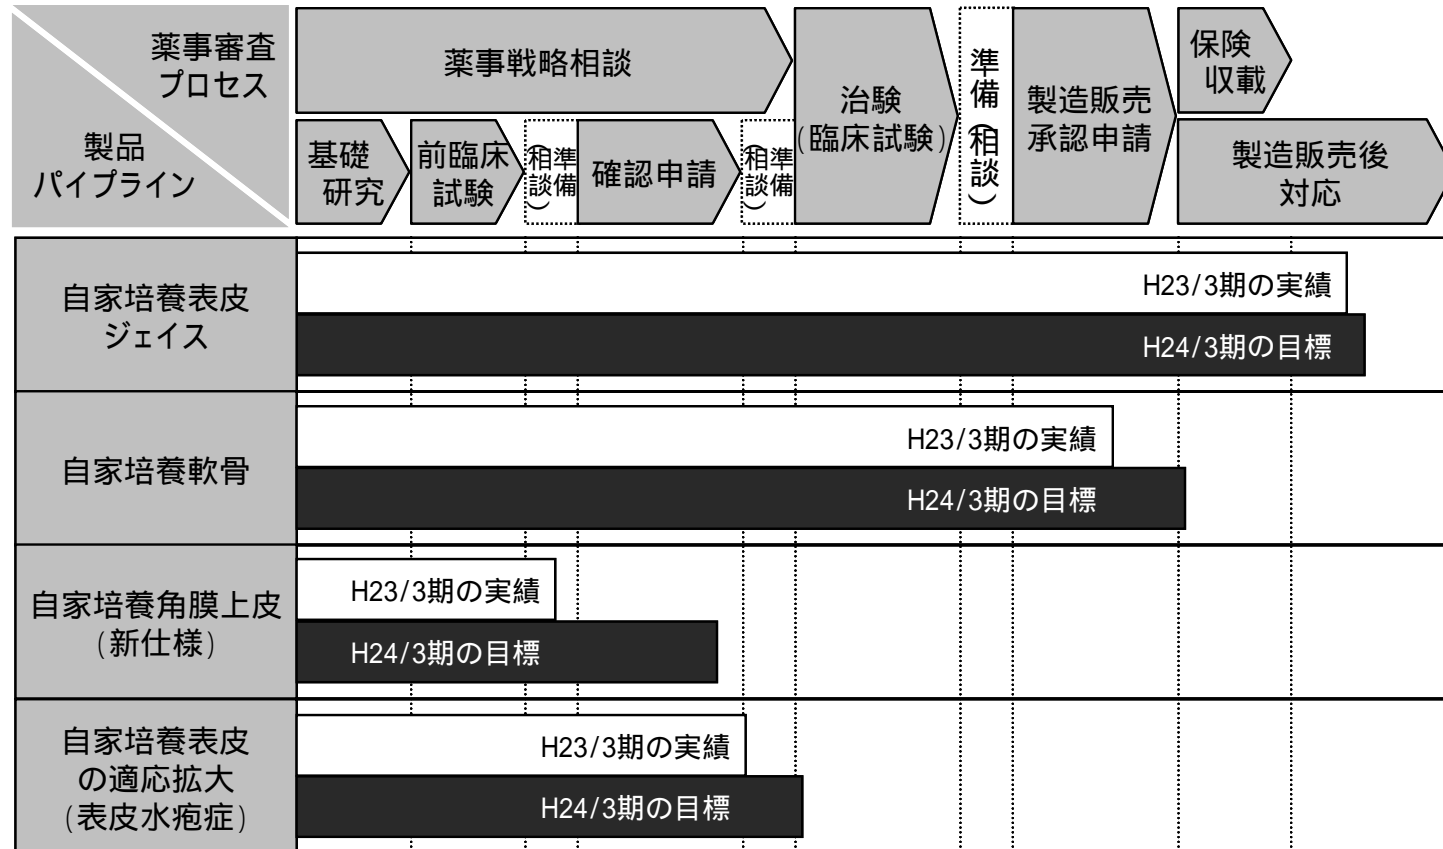 薬事審査
プロセス
製品
パイプライン
薬事戦略相談
基礎
研究
前臨床
試験
準備
(相談)
確認申請
準備
(相談)
治験
(臨床試験)
準備(相談)
製造販売
承認申請
保険
収載
製造販売後
対応
自家培養表皮
ジェイス
H23/3期の実績
H24/3期の目標
自家培養軟骨
H23/3期の実績
H24/3期の目標
自家培養角膜上皮
(新仕様)
H23/3期の実績
H24/3期の目標
自家培養表皮
の適応拡大
(表皮水疱症)
H23/3期の実績
H24/3期の目標